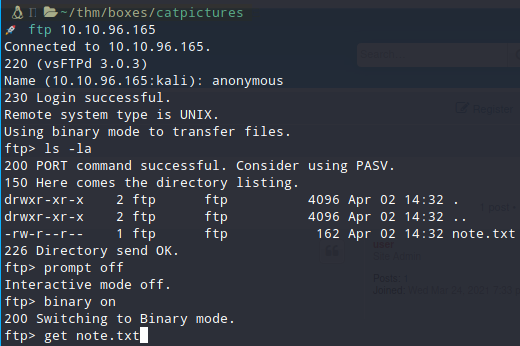 ~/thm/boxes/catpictures
ftp 10.10.96.165
Connected to 10.10.96.165.
220 (vsFTPd 3.0.3)
Name (10.10.96.165:kali): anonymous
230 Login successful.
Remote system type is UNIX.
Using binary mode to transfer files.
ftp> ls -la
200 PORT command successful. Consider using PASV.
150 Here comes the directory listing.
drwxr-xr-x    2 ftp      ftp          4096 Apr 02 14:32 .
drwxr-xr-x    2 ftp      ftp          4096 Apr 02 14:32 ..
-rw-r--r--    1 ftp      ftp           162 Apr 02 14:32 note.txt
226 Directory send OK.
ftp> prompt off
Interactive mode off.
ftp> binary on
200 Switching to Binary mode.
ftp> get note.txt